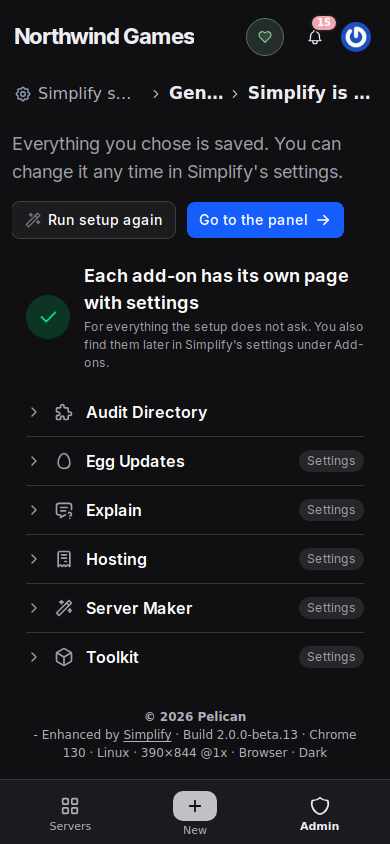 Northwind Games
15
Simplify s... > Gen... > Simplify is ...
Everything you chose is saved. You can
change it any time in Simplify's settings.
Run setup again
Go to the panel →
Each add-on has its own page
with settings
For everything the setup does not ask. You also
find them later in Simplify's settings under Add-
ons.
Audit Directory
Egg Updates Settings
Explain Settings
Hosting Settings
Server Maker Settings
Toolkit Settings
© 2026 Pelican
- Enhanced by Simplify · Build 2.0.0-beta.13 · Chrome
130 · Linux · 390×844 @1x · Browser · Dark
Servers
New
Admin